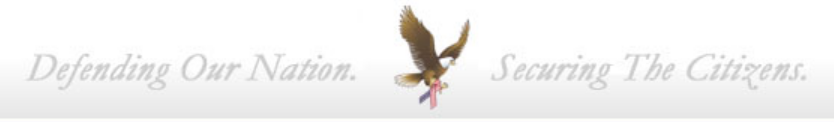 Defending Our Nation. Securing The Citizens.